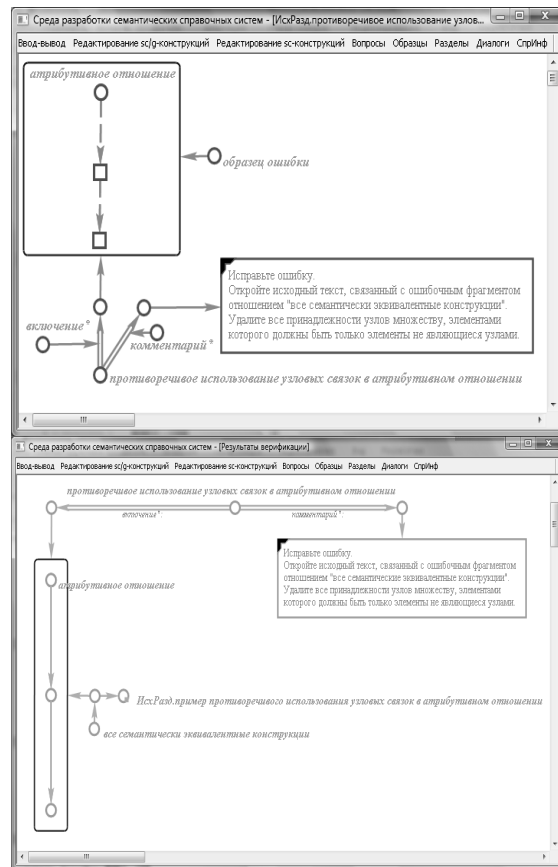 Среда разработки семантических справочных систем - [ИсхРазд.противоречивое использование узлов...
Ввод-вывод Редактирование sc/g-конструкций Редактирование sc-конструкций Вопросы Образцы Разделы Диалоги СпрИнф
атрибутивное отношение
образец ошибки
Исправьте ошибку.
Откройте исходный текст, связанный с ошибочным фрагментом
отношением "все семантически эквивалентные конструкции".
Удалите все принадлежности узлов множеству, элементами
которого должны быть только элементы не являющиеся узлами.
включение*
комментарий*
противоречивое использование узловых связок в атрибутивном отношении
Среда разработки семантических справочных систем - [Результаты верификации]
Ввод-вывод Редактирование sc/g-конструкций Редактирование sc-конструкций Вопросы Образцы Разделы Диалоги СпрИнф
противоречивое использование узловых связок в атрибутивном отношении
включение*:
комментарий*:
Исправьте ошибку.
Откройте исходный текст, связанный с ошибочным фрагментом
отношением "все семантические эквивалентные конструкции".
Удалите все принадлежности узлов множеству, элементами
которого должны быть только элементы не являющиеся узлами.
атрибутивное отношение
ИсхРазд.пример противоречивого использования узловых связок в атрибутивном отношении
все семантически эквивалентные конструкции